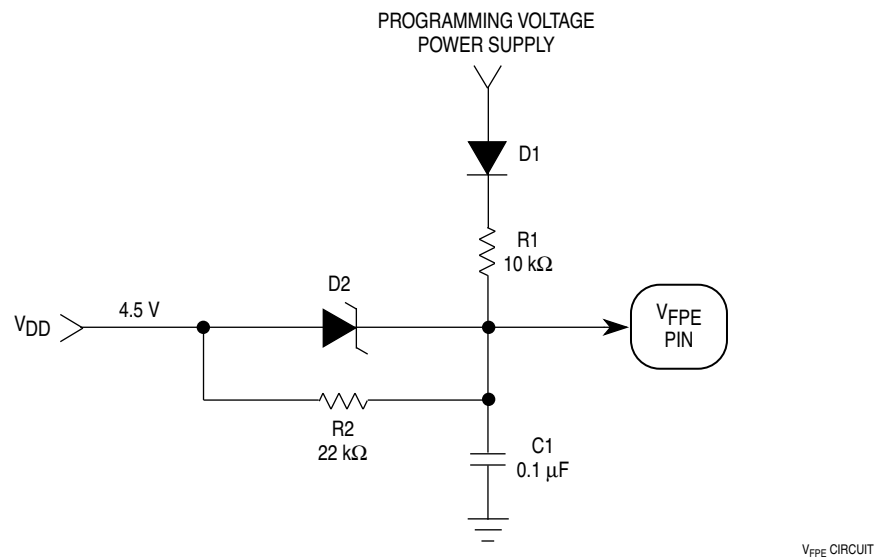 PROGRAMMING VOLTAGE
POWER SUPPLY
D1
R1
10 kΩ
D2
4.5 V
VDD
VFPE
PIN
R2
22 kΩ
C1
0.1 μF
VFPE CIRCUIT